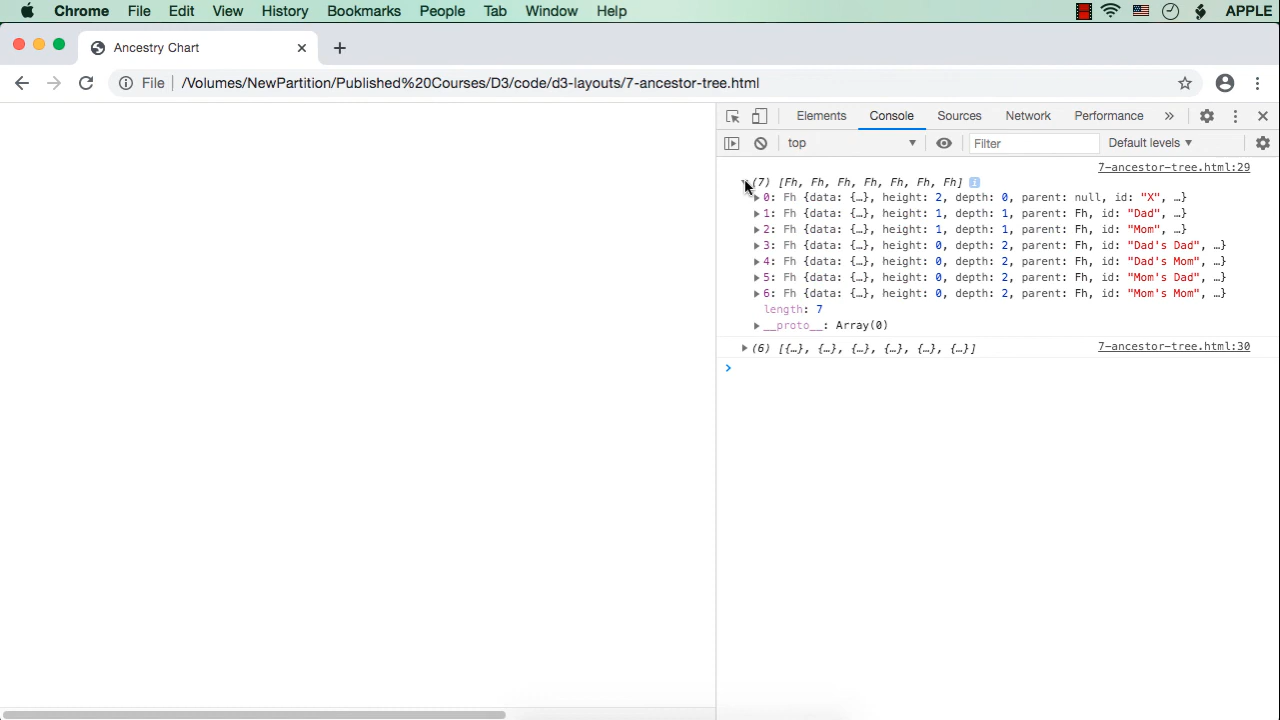 Chrome File Edit View History Bookmarks People Tab Window Help APPLE
Ancestry Chart
File /Volumes/NewPartition/Published%20Courses/D3/code/d3-layouts/7-ancestor-tree.html
Elements Console Sources Network Performance »
top Filter Default levels
7-ancestor-tree.html:29
(7) [Fh, Fh, Fh, Fh, Fh, Fh, Fh] i
0: Fh {data: {…}, height: 2, depth: 0, parent: null, id: "X", …}
1: Fh {data: {…}, height: 1, depth: 1, parent: Fh, id: "Dad", …}
2: Fh {data: {…}, height: 1, depth: 1, parent: Fh, id: "Mom", …}
3: Fh {data: {…}, height: 0, depth: 2, parent: Fh, id: "Dad's Dad", …}
4: Fh {data: {…}, height: 0, depth: 2, parent: Fh, id: "Dad's Mom", …}
5: Fh {data: {…}, height: 0, depth: 2, parent: Fh, id: "Mom's Dad", …}
6: Fh {data: {…}, height: 0, depth: 2, parent: Fh, id: "Mom's Mom", …}
length: 7
__proto__: Array(0)
(6) [{…}, {…}, {…}, {…}, {…}, {…}] 7-ancestor-tree.html:30